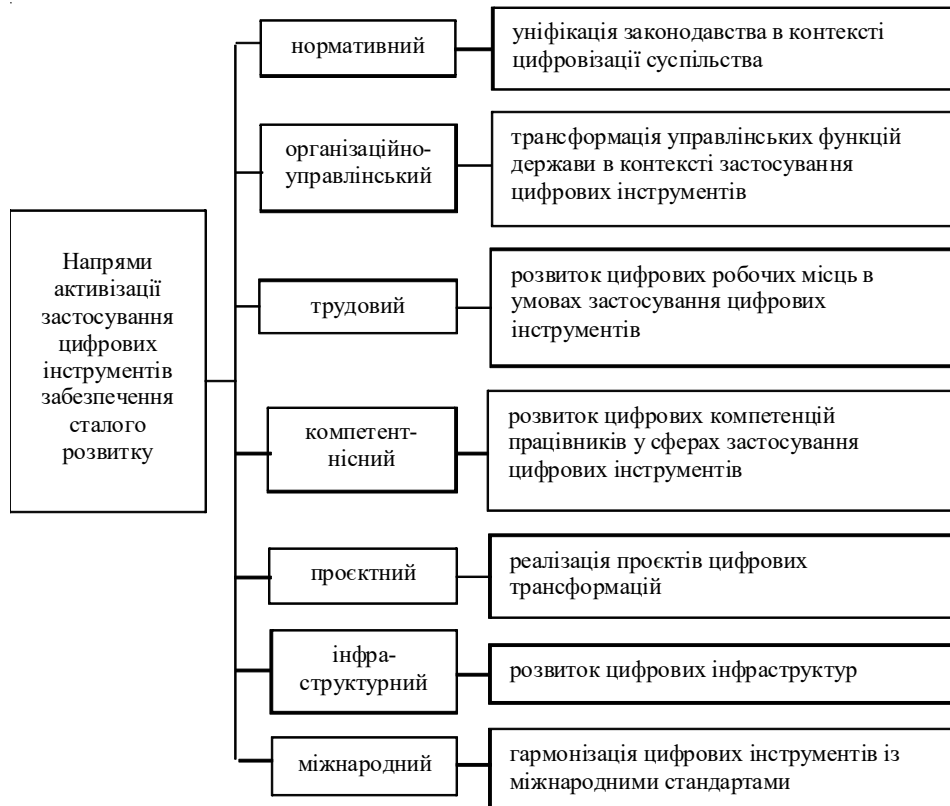 Напрями
активізації
застосування
цифрових
інструментів
забезпечення
сталого
розвитку
нормативний
уніфікація законодавства в контексті
цифровізації суспільства
організаційно-
управлінський
трансформація управлінських функцій
держави в контексті застосування
цифрових інструментів
трудовий
розвиток цифрових робочих місць в
умовах застосування цифрових
інструментів
компетент-
нісний
розвиток цифрових компетенцій
працівників у сферах застосування
цифрових інструментів
проєктний
реалізація проєктів цифрових
трансформацій
інфра-
структурний
розвиток цифрових інфраструктур
міжнародний
гармонізація цифрових інструментів із
міжнародними стандартами